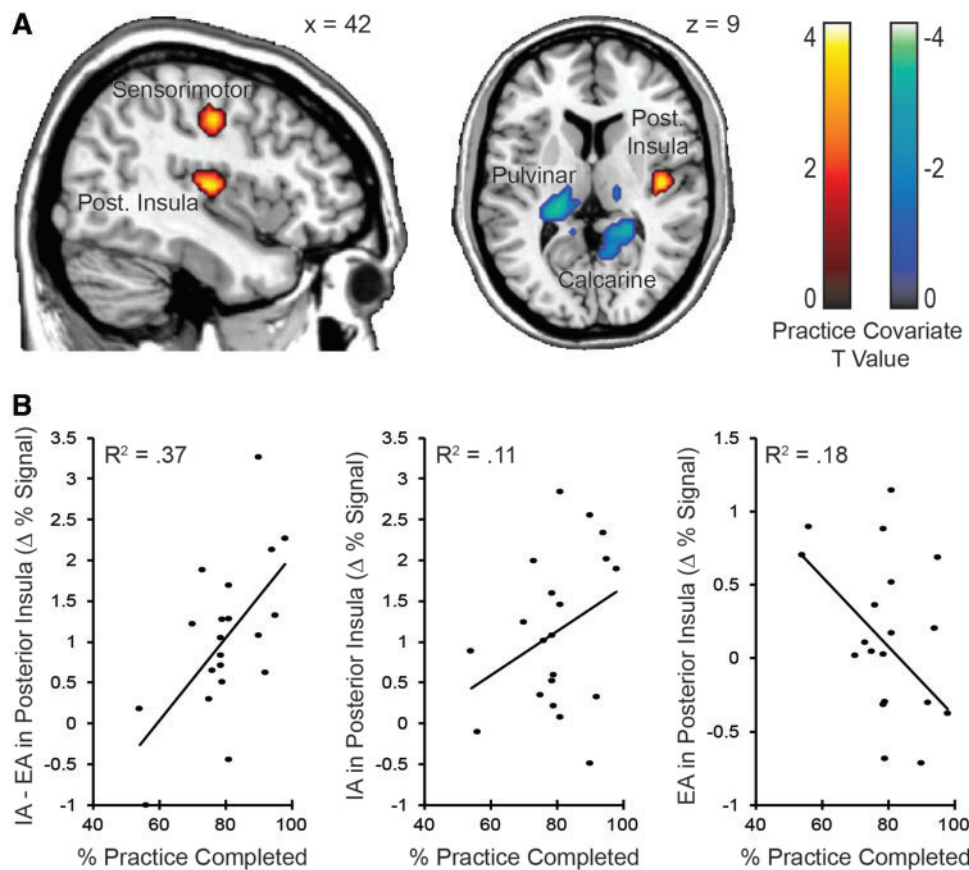 A
x = 42
z = 9
Sensorimotor
Post. Insula
Post.
Insula
Pulvinar
Calcarine
4
2
0
-4
-2
-0
Practice Covariate
T Value
B
IA - EA in Posterior Insula (Δ % Signal)
3.5
3
2.5
2
1.5
1
0.5
0
-0.5
-1
R² = .37
40 60 80 100
% Practice Completed
IA in Posterior Insula (Δ % Signal)
3.5
3
2.5
2
1.5
1
0.5
0
-0.5
-1
R² = .11
40 60 80 100
% Practice Completed
EA in Posterior Insula (Δ % Signal)
1.5
1
0.5
0
-0.5
-1
R² = .18
40 60 80 100
% Practice Completed